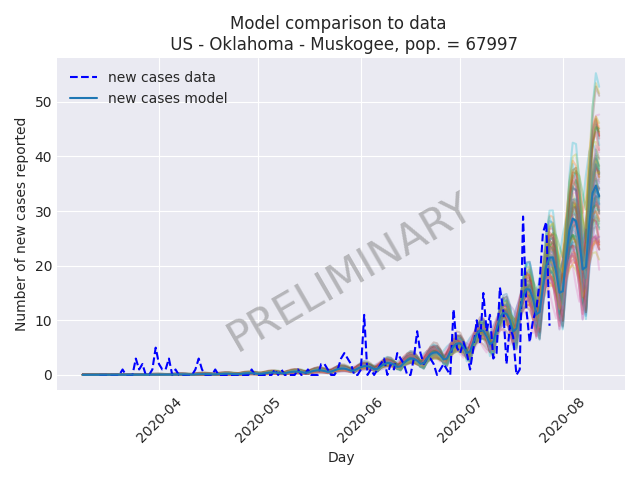 Model comparison to data
US - Oklahoma - Muskogee, pop. = 67997
new cases data
new cases model
Number of new cases reported
50
40
30
20
10
0
PRELIMINARY
2020-04
2020-05
2020-06
2020-07
2020-08
Day